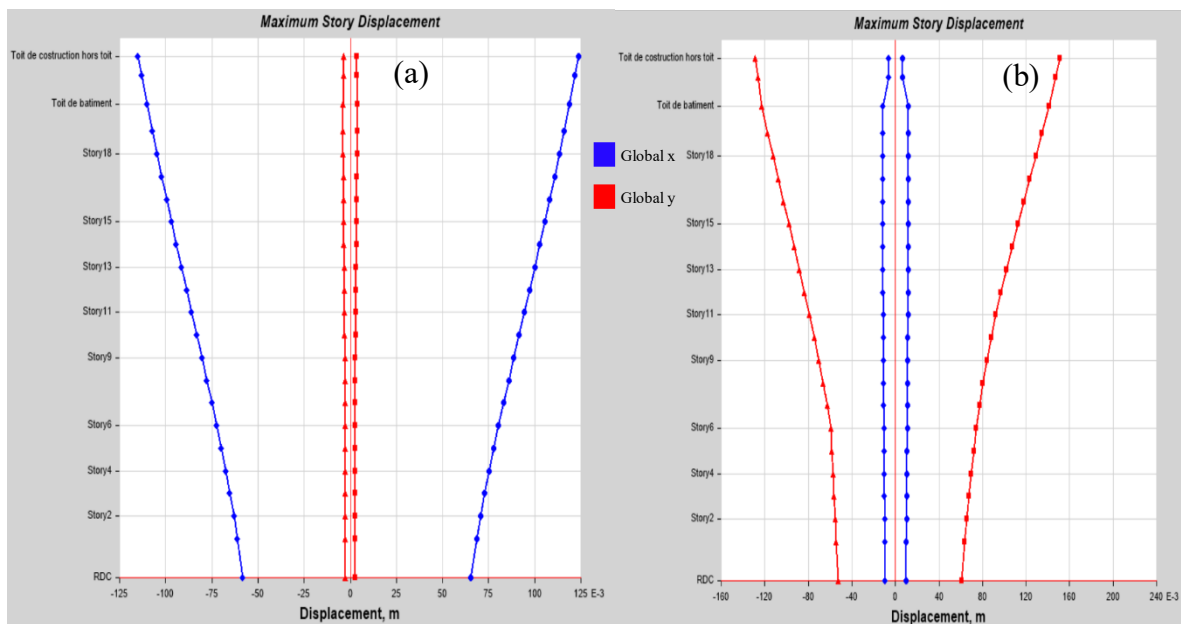 Maximum Story Displacement
(a)
Toit de costruction hors toit
Toit de batiment
Story18
Story15
Story13
Story11
Story9
Story6
Story4
Story2
RDC
-125 -100 -75 -50 -25 0 25 50 75 100 125 E-3
Displacement, m
Global x
Global y
Maximum Story Displacement
(b)
Toit de costruction hors toit
Toit de batiment
Story18
Story15
Story13
Story11
Story9
Story6
Story4
Story2
RDC
-160 -120 -80 -40 0 40 80 120 160 200 240 E-3
Displacement, m